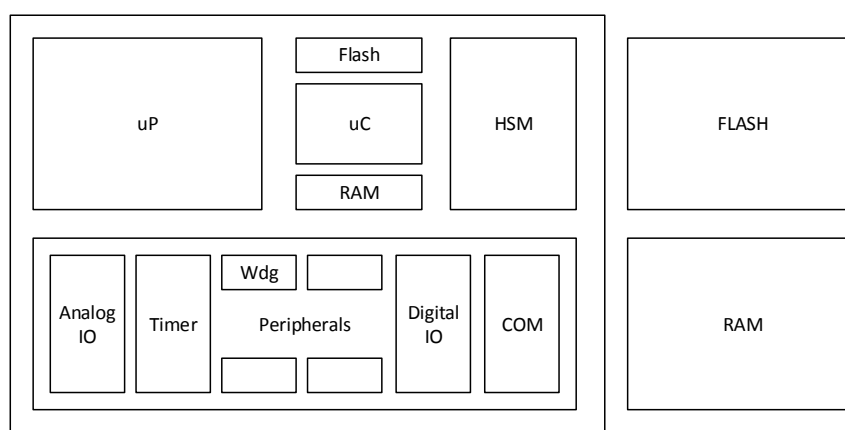 Flash
uP
uC
HSM
FLASH
RAM
Wdg
Analog
IO
Timer
Peripherals
Digital
IO
COM
RAM